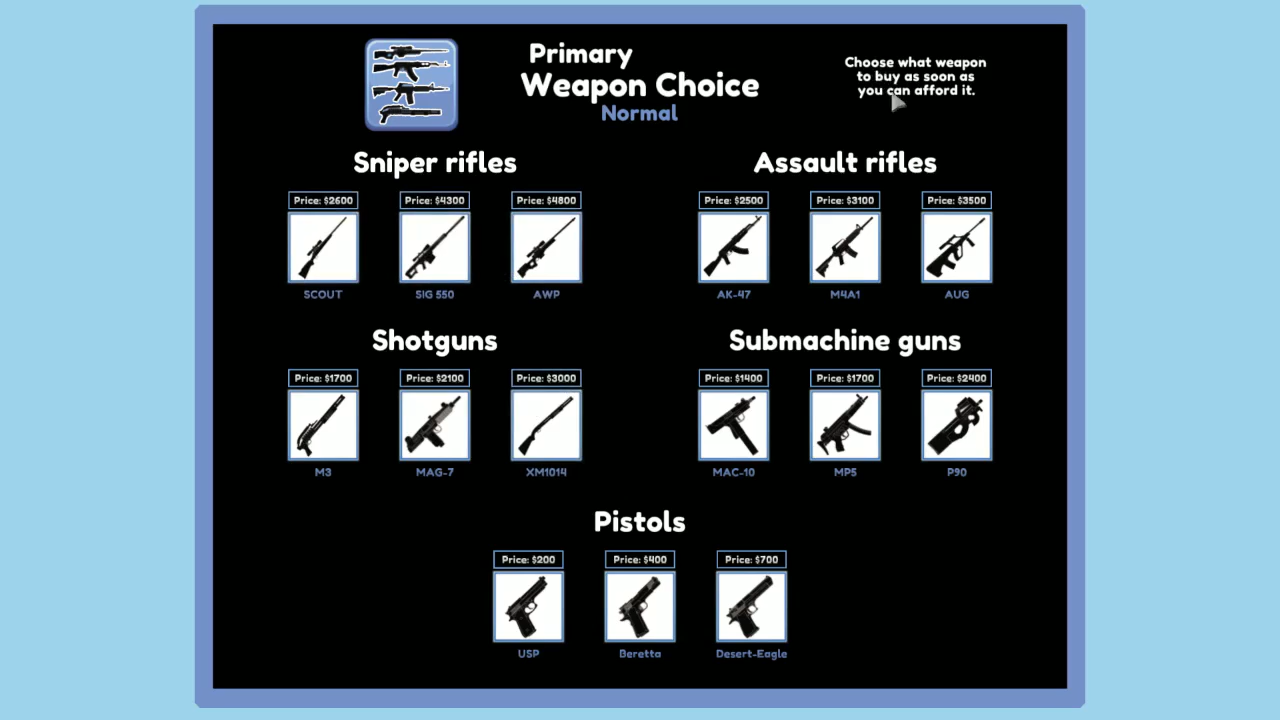 Primary
Weapon Choice
Normal
Choose what weapon
to buy as soon as
you can afford it.
Sniper rifles
Price: $2600
Price: $4300
Price: $4800
SCOUT
SIG 550
AWP
Assault rifles
Price: $2500
Price: $3100
Price: $3500
AK-47
M4A1
AUG
Shotguns
Price: $1700
Price: $2100
Price: $3000
M3
MAG-7
XM1014
Submachine guns
Price: $1400
Price: $1700
Price: $2400
MAC-10
MP5
P90
Pistols
Price: $200
Price: $400
Price: $700
USP
Beretta
Desert-Eagle